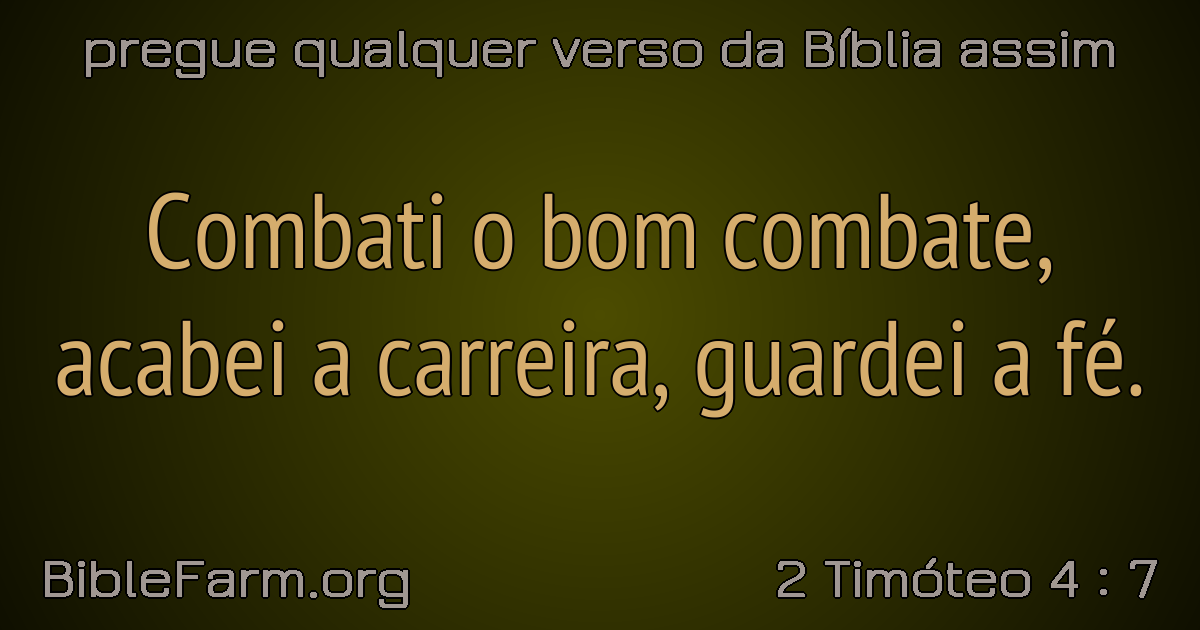 pregue qualquer verso da Bíblia assim
Combati o bom combate,
acabei a carreira, guardei a fé.
BibleFarm.org
2 Timóteo 4 : 7